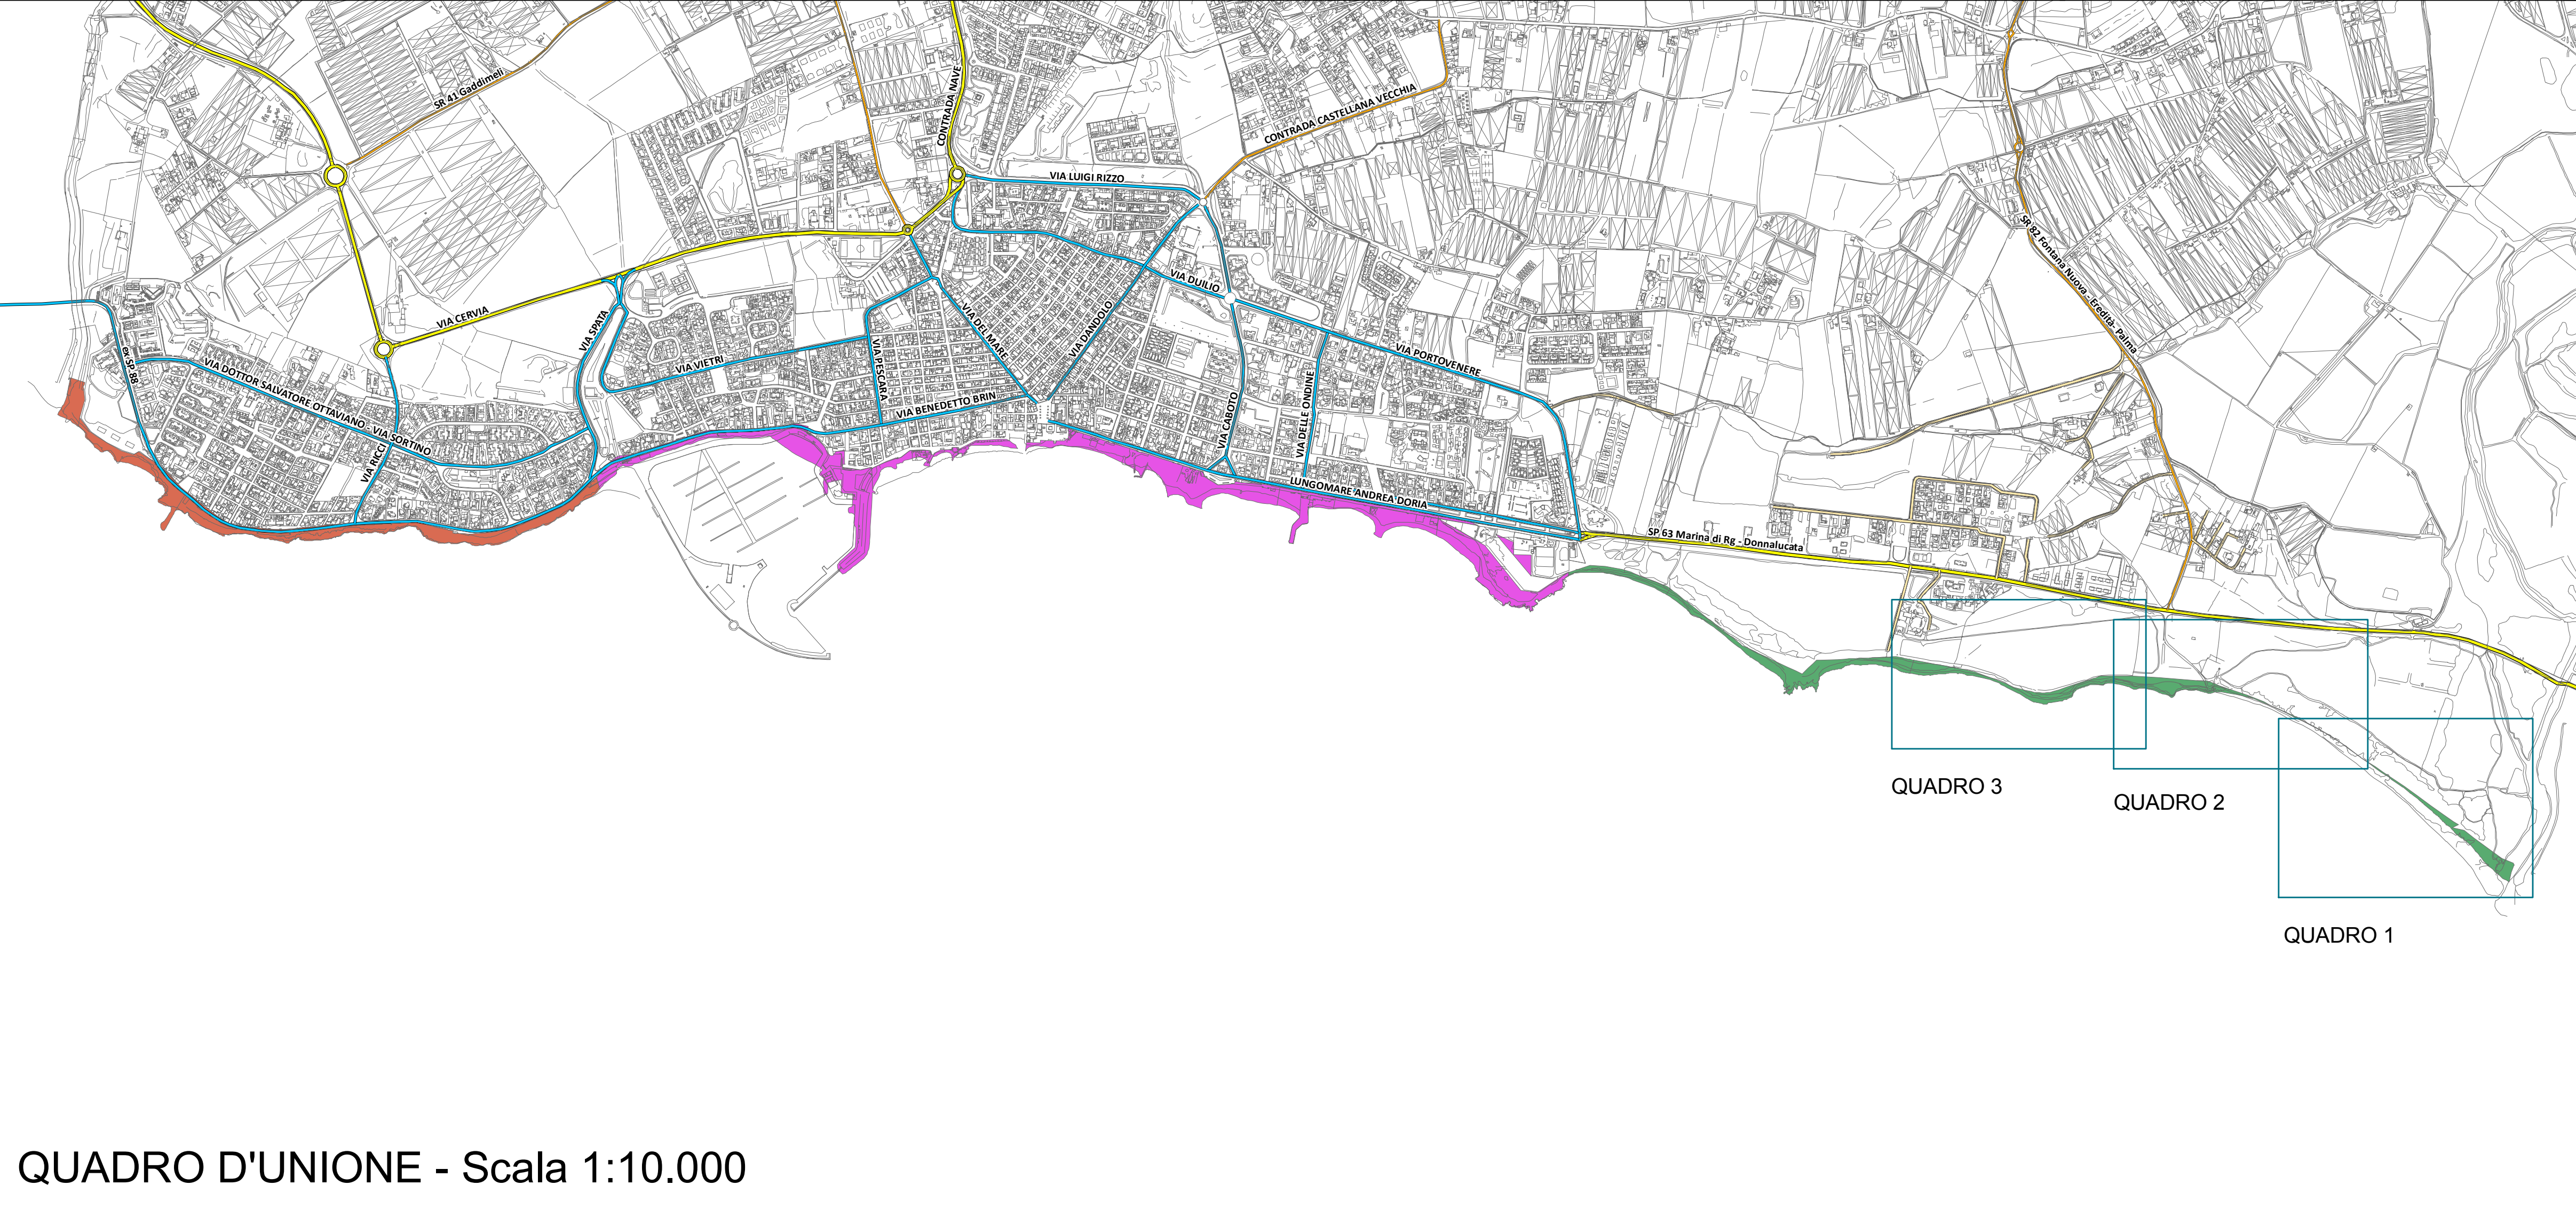 SR 41 Gaddimeli
CONTRADA NAVE
CONTRADA CASTELLANA VECCHIA
VIA LUIGI RIZZO
SR 82 Fontana Nuova - Eredità- Palma
VIA DUILIO
VIA CERVIA
VIA SPATA
VIA DEL MARE
VIA DANDOLO
VIA PORTOVENERE
ex SP 88
VIA DOTTOR SALVATORE OTTAVIANO - VIA SORTINO
VIA VIETRI
VIA PESCARA
VIA BENEDETTO BRIN
VIA CABOTO
VIA DELLE ONDINE
VIA RICCI
LUNGOMARE ANDREA DORIA
SP 63 Marina di Rg - Donnalucata
QUADRO 3
QUADRO 2
QUADRO 1
QUADRO D'UNIONE - Scala 1:10.000